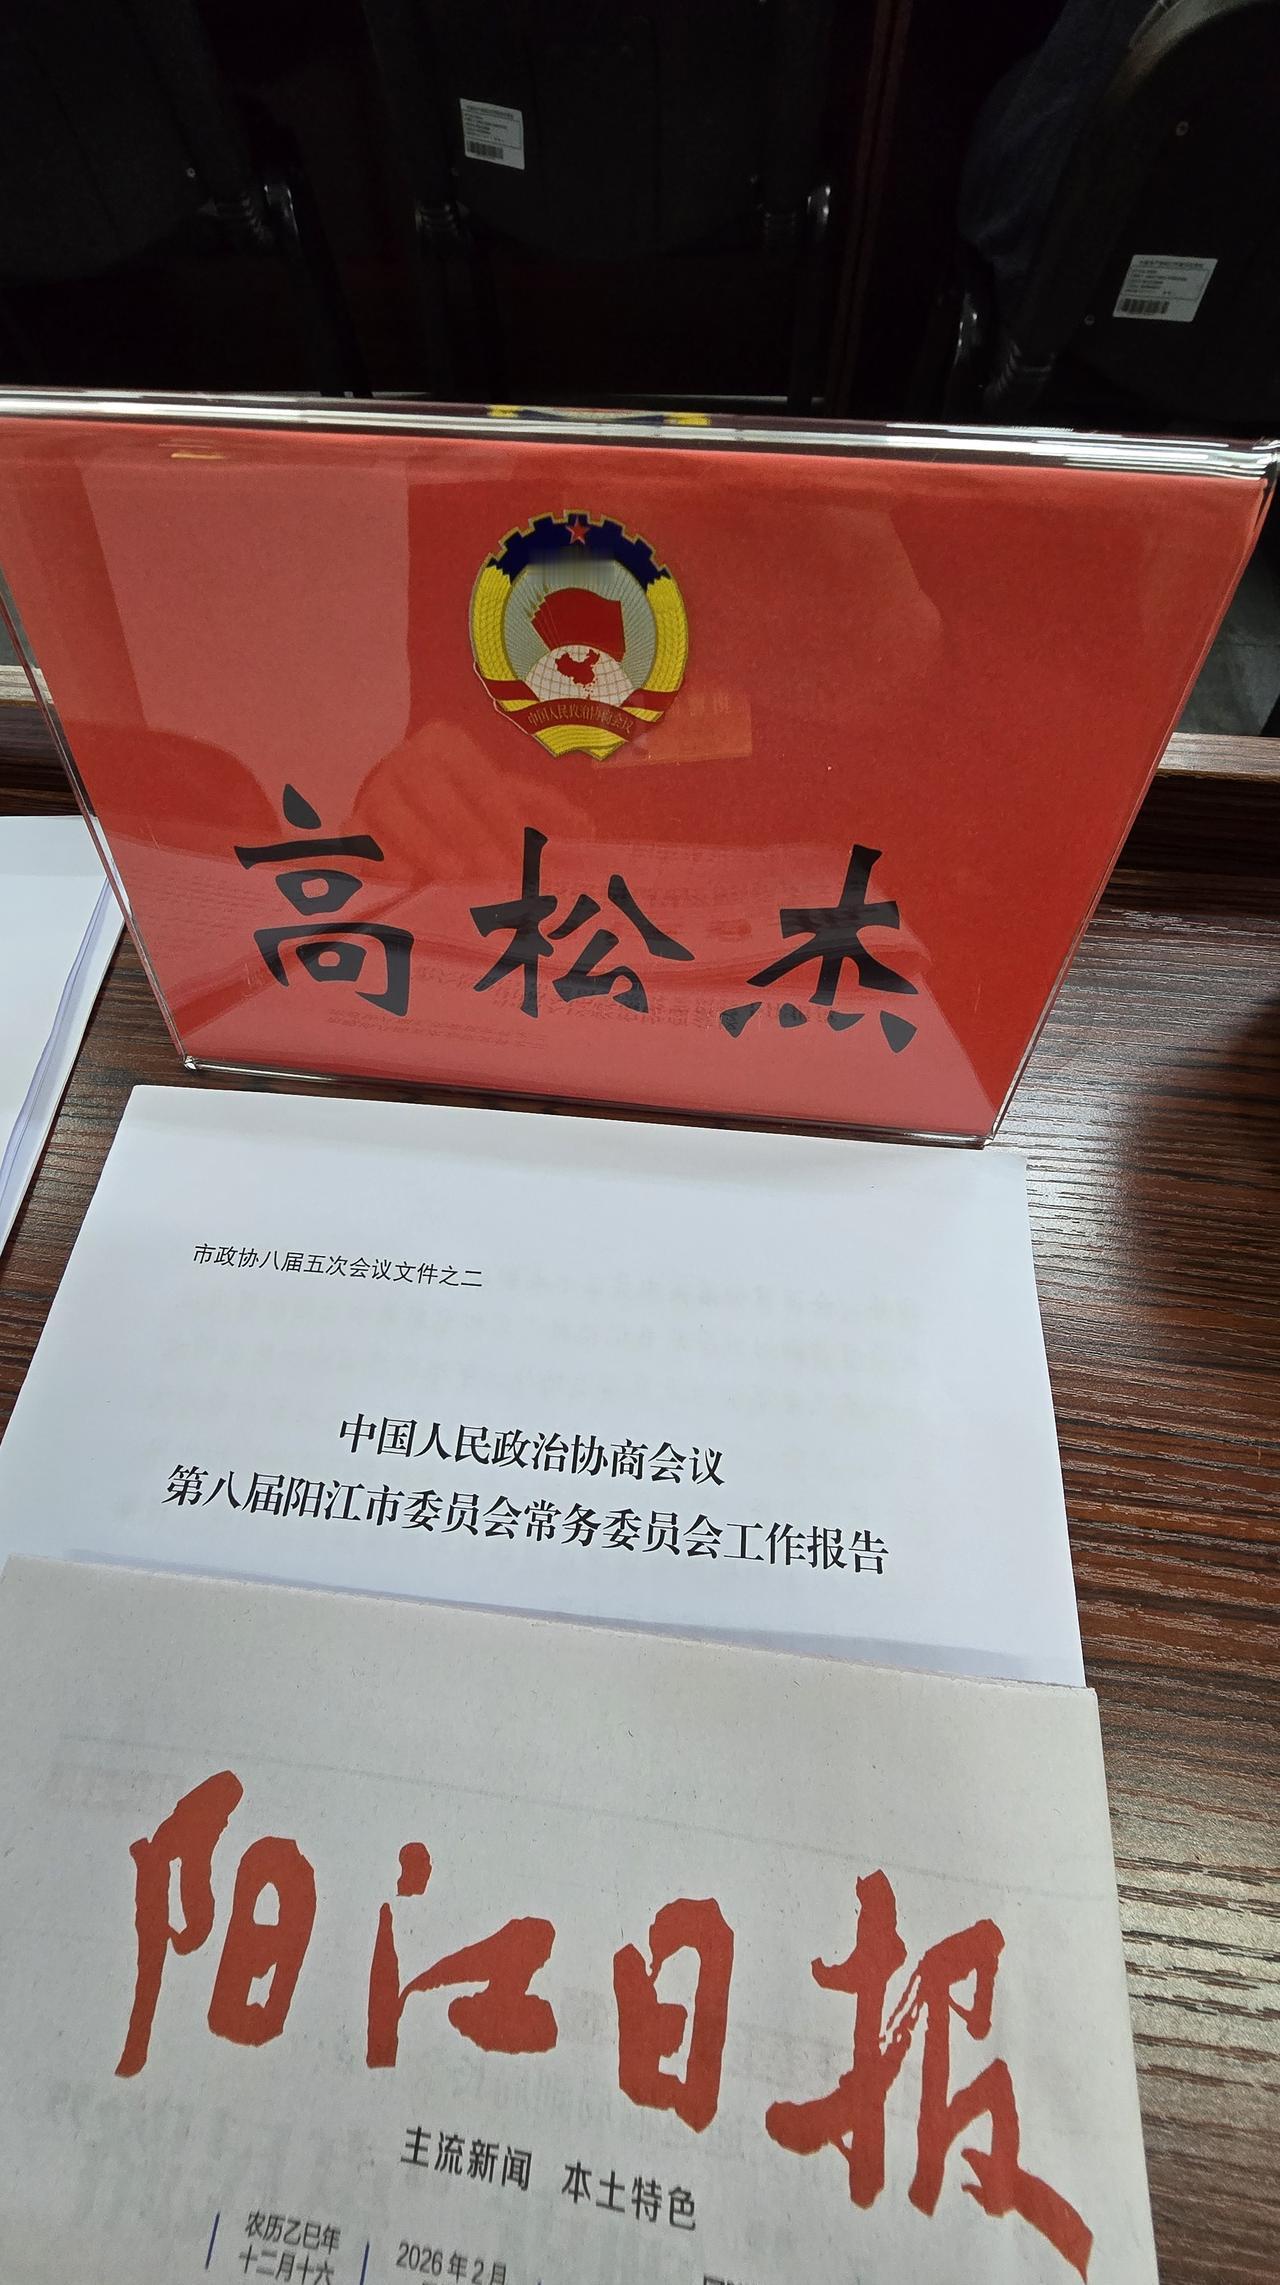 中国人民政治协商会议
高松杰
市政协八届五次会议文件之二
中国人民政治协商会议
第八届阳江市委员会常务委员会工作报告
阳江日报
主流新闻 本土特色
农历乙巳年
十二月十六
2026年2月